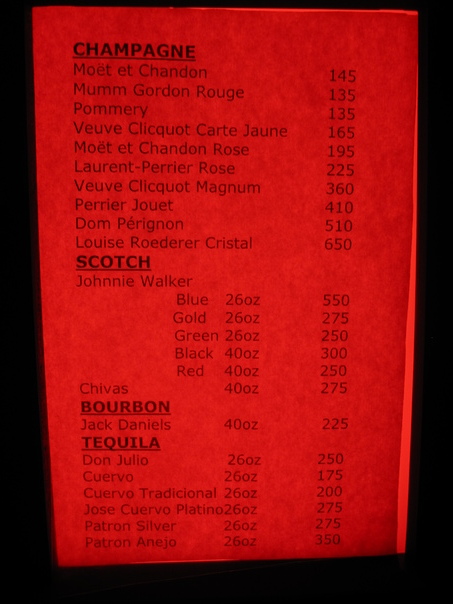 CHAMPAGNE
Moët et Chandon 145
Mumm Gordon Rouge 135
Pommery 135
Veuve Clicquot Carte Jaune 165
Moët et Chandon Rose 195
Laurent-Perrier Rose 225
Veuve Clicquot Magnum 360
Perrier Jouet 410
Dom Pérignon 510
Louise Roederer Cristal 650
SCOTCH
Johnnie Walker
Blue 26oz 550
Gold 26oz 275
Green 26oz 250
Black 40oz 300
Red 40oz 250
Chivas 40oz 275
BOURBON
Jack Daniels 40oz 225
TEQUILA
Don Julio 26oz 250
Cuervo 26oz 175
Cuervo Tradicional 26oz 200
Jose Cuervo Platino26oz 275
Patron Silver 26oz 275
Patron Anejo 26oz 350